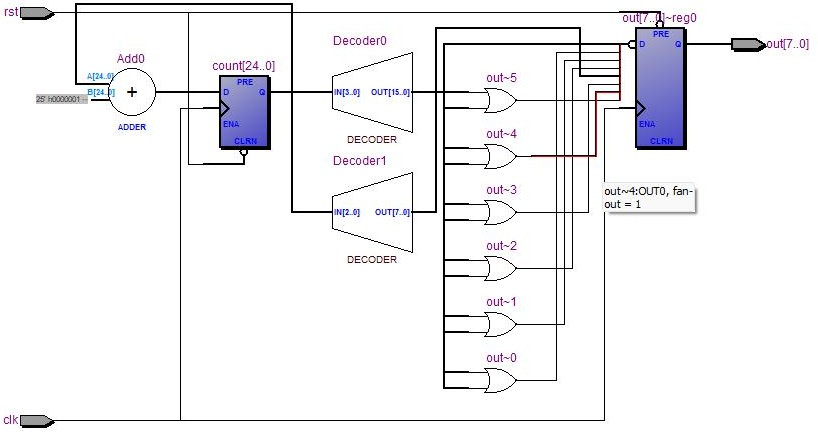 rst
Add0
A[24..0]
B[24..0]
25' h0000001 --
+
ADDER
count[24..0]
PRE
D
Q
ENA
CLRN
Decoder0
IN[3..0]
OUT[15..0]
DECODER
Decoder1
IN[2..0]
OUT[7..0]
DECODER
out~5
out~4
out~3
out~2
out~1
out~0
out[7..0]~reg0
PRE
D
Q
ENA
CLRN
out[7..0]
out~4:OUT0, fan-
out = 1
clk